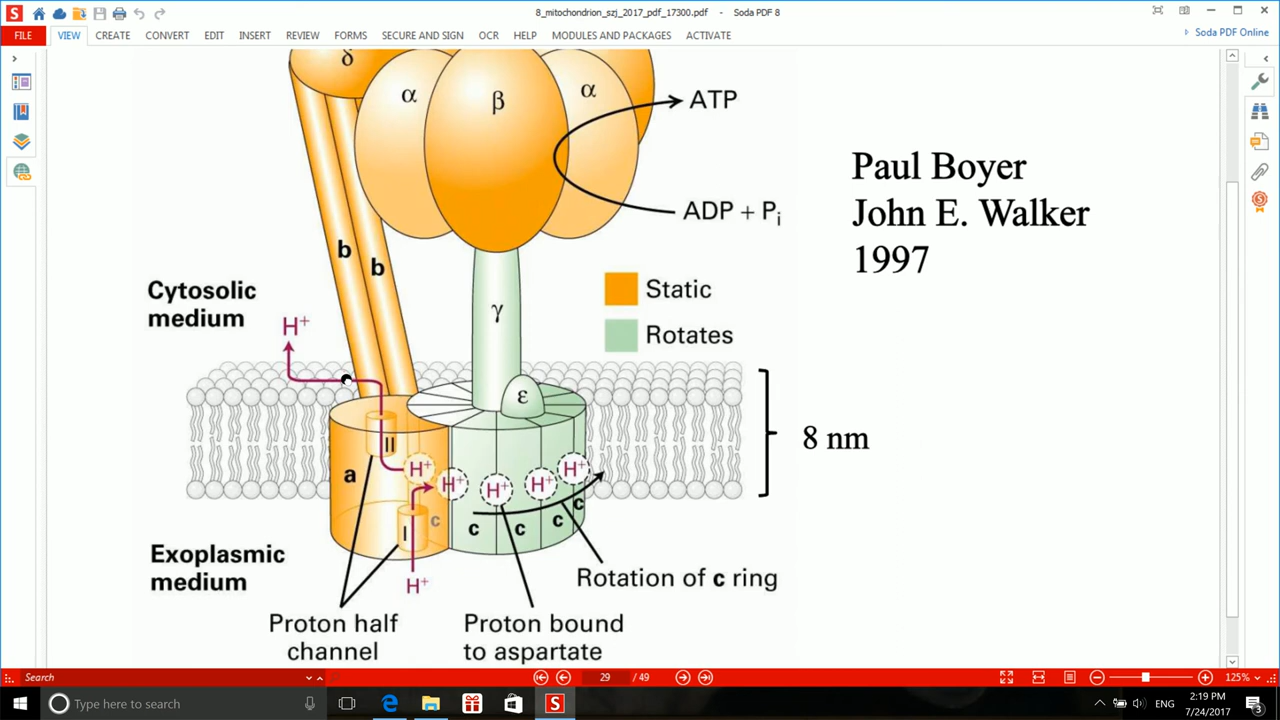 8_mitochondrion_szj_2017_pdf_17300.pdf - Soda PDF 8
FILE VIEW CREATE CONVERT EDIT INSERT REVIEW FORMS SECURE AND SIGN OCR HELP MODULES AND PACKAGES ACTIVATE Soda PDF Online
δ
α β α
ATP
ADP + Pi
Paul Boyer
John E. Walker
1997
b b
γ
Cytosolic
medium
H+
Static
Rotates
ε
8 nm
II
a
H+ H+ H+ H+ H+
I
c c c c c c
Exoplasmic
medium
H+
Rotation of c ring
Proton half
channel
Proton bound
to aspartate
Search 29 / 49 125%
Type here to search ENG 2:19 PM
7/24/2017 3